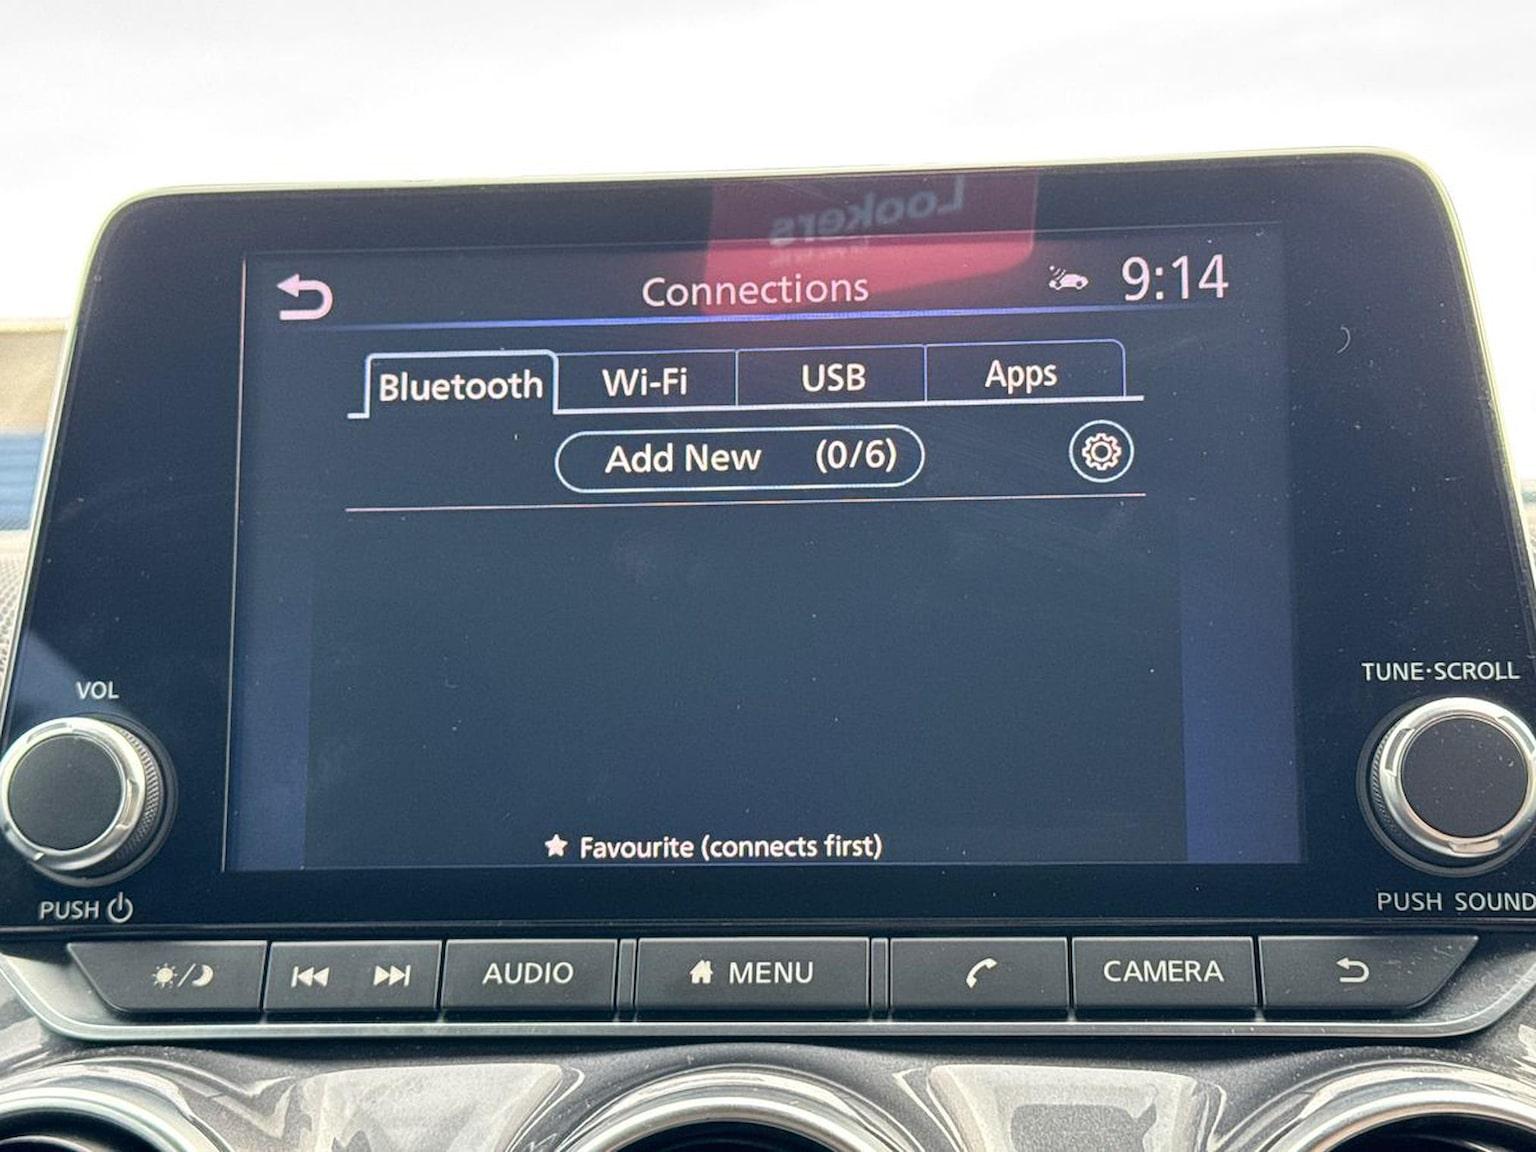 Lookers
Connections
9:14
Bluetooth
Wi-Fi
USB
Apps
Add New (0/6)
★ Favourite (connects first)
VOL
PUSH
TUNE·SCROLL
PUSH SOUND
AUDIO
MENU
CAMERA